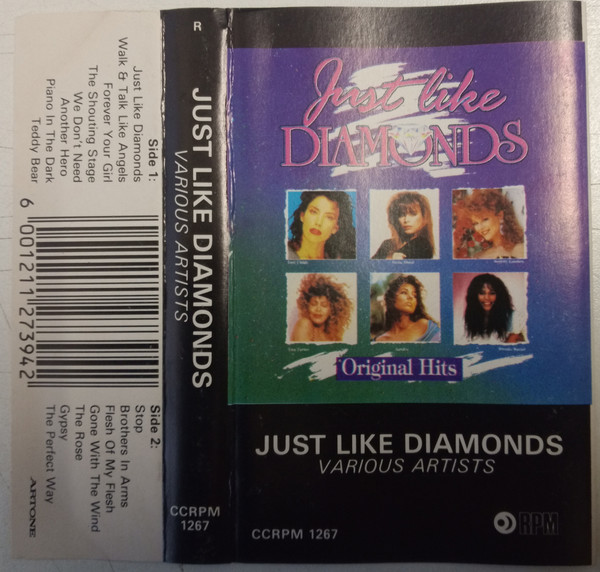 Side 1:
Just Like Diamonds
Walk & Talk Like Angels
Forever Your Girl
The Shouting Stage
We Don't Need
Another Hero
Piano In The Dark
Teddy Bear
6 001211 273942
Side 2:
Stop
Brothers In Arms
Flesh Of My Flesh
Gone With The Wind
The Rose
Gypsy
The Perfect Way
ARTONE
R
JUST LIKE DIAMONDS
VARIOUS ARTISTS
CCRPM
1267
Just like
DIAMONDS
Original Hits
JUST LIKE DIAMONDS
VARIOUS ARTISTS
CCRPM 1267
RPM